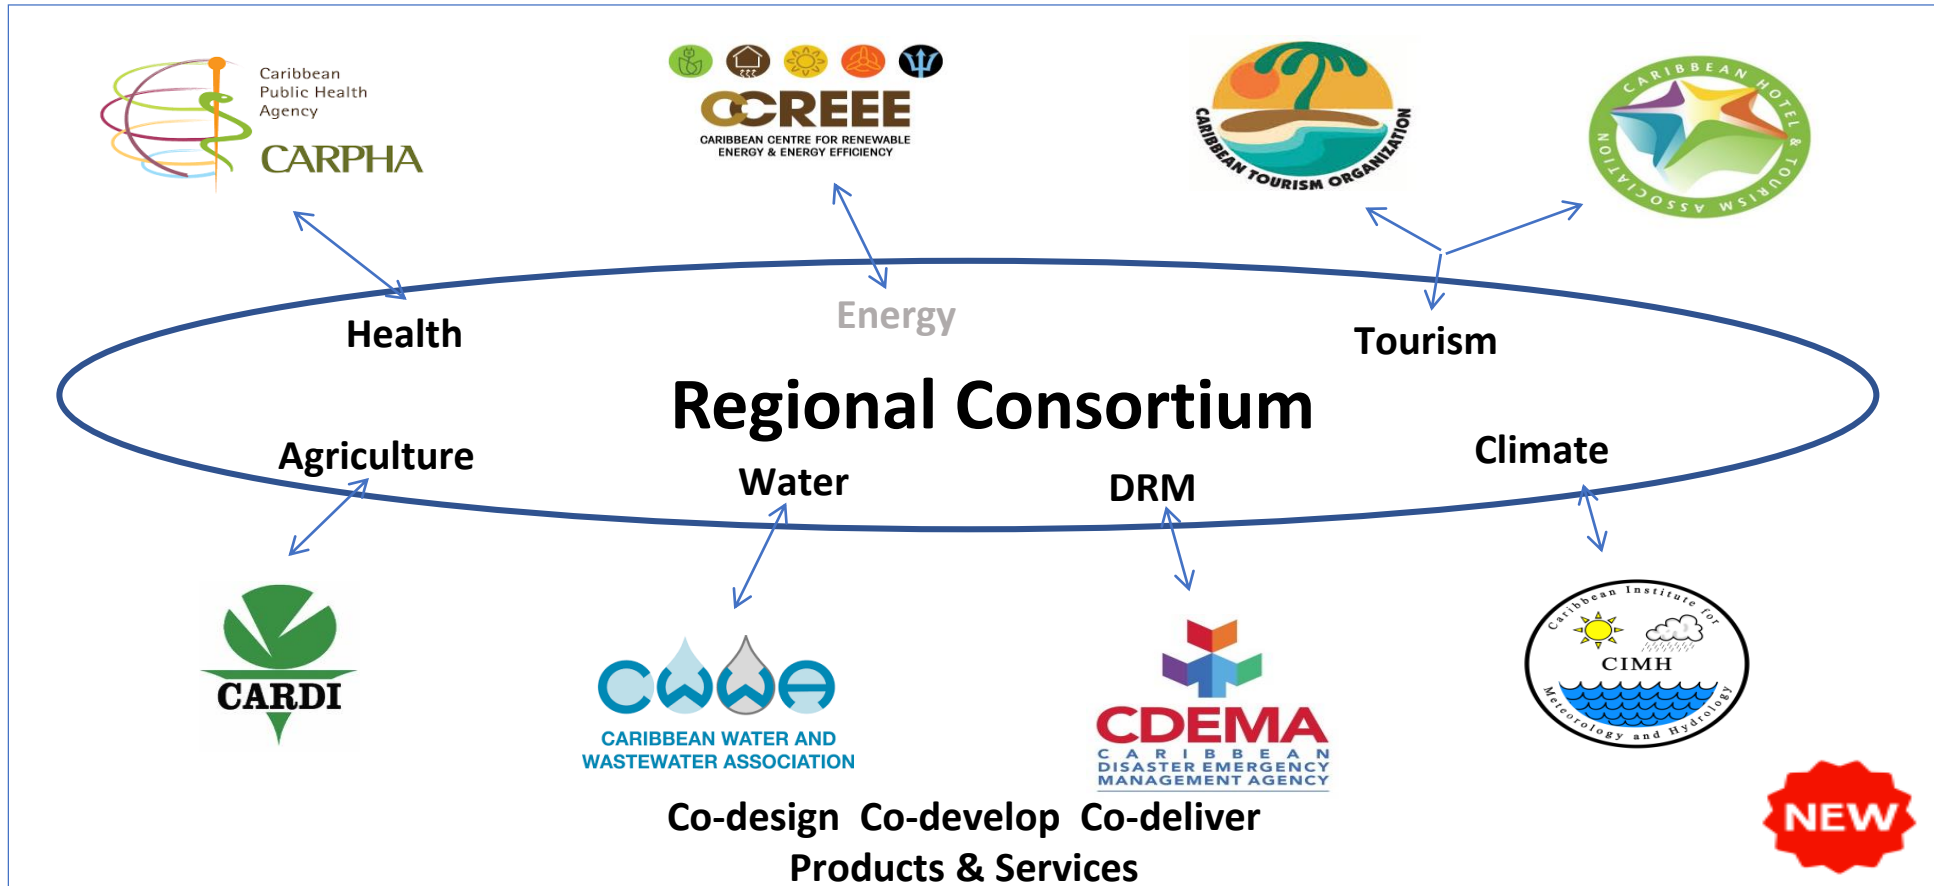 Caribbean
Public Health
Agency
CARPHA
CCREEE
CARIBBEAN CENTRE FOR RENEWABLE
ENERGY & ENERGY EFFICIENCY
CARIBBEAN TOURISM ORGANIZATION
CARIBBEAN HOTEL & TOURISM ASSOCIATION
Health
Energy
Tourism
Regional Consortium
Agriculture
Water
DRM
Climate
CARDI
CWWA
CARIBBEAN WATER AND
WASTEWATER ASSOCIATION
CDEMA
CARIBBEAN
DISASTER EMERGENCY
MANAGEMENT AGENCY
Caribbean Institute for
CIMH
Meteorology and Hydrology
Co-design Co-develop Co-deliver
Products & Services
NEW